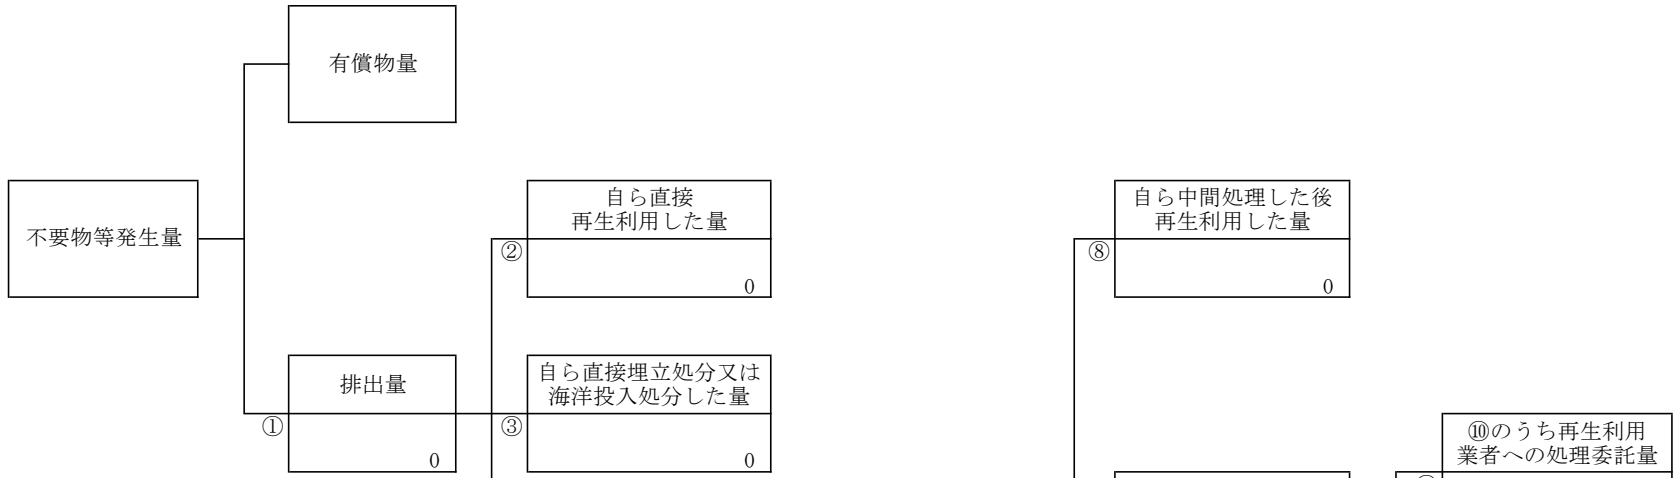 有償物量
不要物等発生量
自ら直接
再生利用した量
②
0
自ら中間処理した後
再生利用した量
⑧
0
排出量
①
0
自ら直接埋立処分又は
海洋投入処分した量
③
0
⑩のうち再生利用
業者への処理委託量